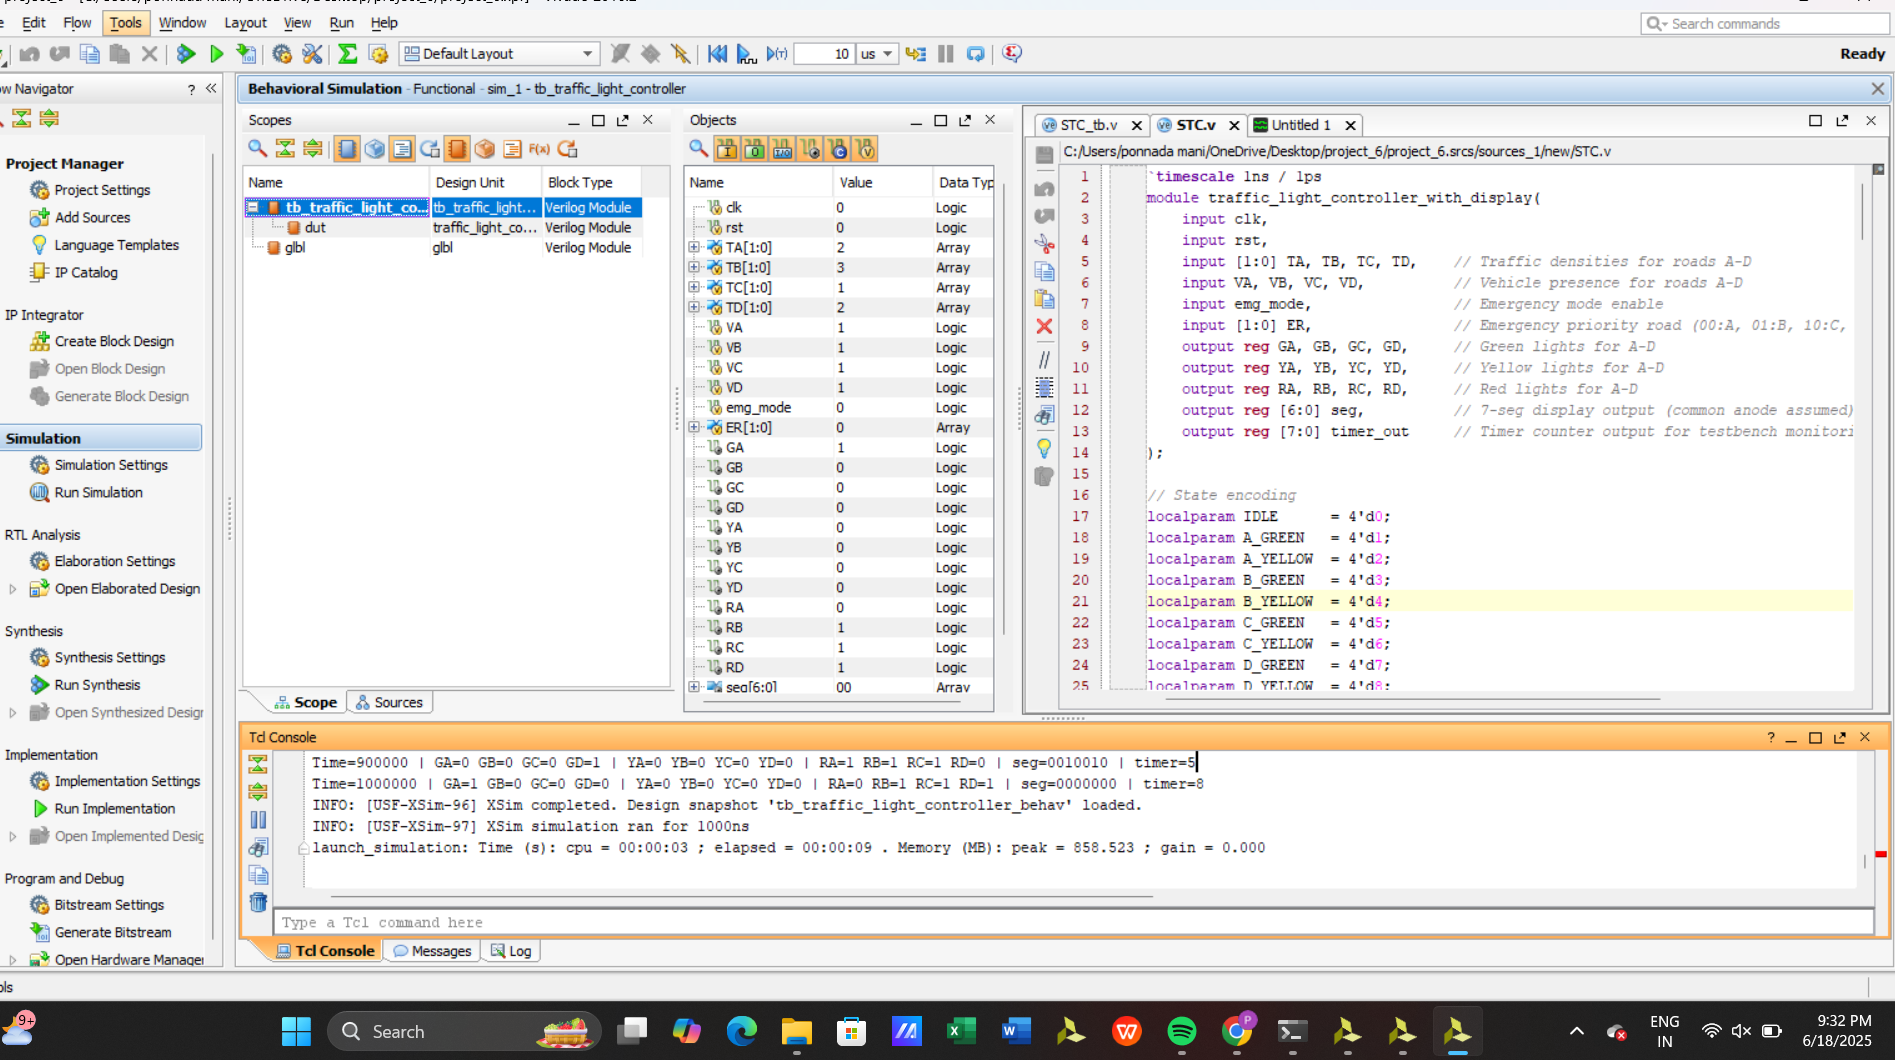 Edit Flow Tools Window Layout View Run Help
Search commands
Default Layout
10 us
Ready
w Navigator ? «
Project Manager
Project Settings
Add Sources
Language Templates
IP Catalog
IP Integrator
Create Block Design
Open Block Design
Generate Block Design
Simulation
Simulation Settings
Run Simulation
RTL Analysis
Elaboration Settings
Open Elaborated Design
Synthesis
Synthesis Settings
Run Synthesis
Open Synthesized Design
Implementation
Implementation Settings
Run Implementation
Open Implemented Desig
Program and Debug
Bitstream Settings
Generate Bitstream
Open Hardware Manager
Behavioral Simulation - Functional - sim_1 - tb_traffic_light_controller
Scopes
Name Design Unit Block Type
tb_traffic_light_co... tb_traffic_light... Verilog Module
dut traffic_light_co... Verilog Module
glbl glbl Verilog Module
Scope Sources
Objects
Name Value Data Typ
clk 0 Logic
rst 0 Logic
TA[1:0] 2 Array
TB[1:0] 3 Array
TC[1:0] 1 Array
TD[1:0] 2 Array
VA 1 Logic
VB 1 Logic
VC 1 Logic
VD 1 Logic
emg_mode 0 Logic
ER[1:0] 0 Array
GA 1 Logic
GB 0 Logic
GC 0 Logic
GD 0 Logic
YA 0 Logic
YB 0 Logic
YC 0 Logic
YD 0 Logic
RA 0 Logic
RB 1 Logic
RC 1 Logic
RD 1 Logic
seg[6:0] 00 Array
STC_tb.v STC.v Untitled 1
C:/Users/ponnada mani/OneDrive/Desktop/project_6/project_6.srcs/sources_1/new/STC.v
1 `timescale 1ns / 1ps
2 module traffic_light_controller_with_display(
3 input clk,
4 input rst,
5 input [1:0] TA, TB, TC, TD, // Traffic densities for roads A-D
6 input VA, VB, VC, VD, // Vehicle presence for roads A-D
7 input emg_mode, // Emergency mode enable
8 input [1:0] ER, // Emergency priority road (00:A, 01:B, 10:C,
9 output reg GA, GB, GC, GD, // Green lights for A-D
10 output reg YA, YB, YC, YD, // Yellow lights for A-D
11 output reg RA, RB, RC, RD, // Red lights for A-D
12 output reg [6:0] seg, // 7-seg display output (common anode assumed)
13 output reg [7:0] timer_out // Timer counter output for testbench monitori
14 );
15
16 // State encoding
17 localparam IDLE = 4'd0;
18 localparam A_GREEN = 4'd1;
19 localparam A_YELLOW = 4'd2;
20 localparam B_GREEN = 4'd3;
21 localparam B_YELLOW = 4'd4;
22 localparam C_GREEN = 4'd5;
23 localparam C_YELLOW = 4'd6;
24 localparam D_GREEN = 4'd7;
25 localparam D_YELLOW = 4'd8;
Tcl Console
Time=900000 | GA=0 GB=0 GC=0 GD=1 | YA=0 YB=0 YC=0 YD=0 | RA=1 RB=1 RC=1 RD=0 | seg=0010010 | timer=5
Time=1000000 | GA=1 GB=0 GC=0 GD=0 | YA=0 YB=0 YC=0 YD=0 | RA=0 RB=1 RC=1 RD=1 | seg=0000000 | timer=8
INFO: [USF-XSim-96] XSim completed. Design snapshot 'tb_traffic_light_controller_behav' loaded.
INFO: [USF-XSim-97] XSim simulation ran for 1000ns
launch_simulation: Time (s): cpu = 00:00:03 ; elapsed = 00:00:09 . Memory (MB): peak = 858.523 ; gain = 0.000
Type a Tcl command here
Tcl Console Messages Log
ols
9+
Search
P
ENG
IN
9:32 PM
6/18/2025